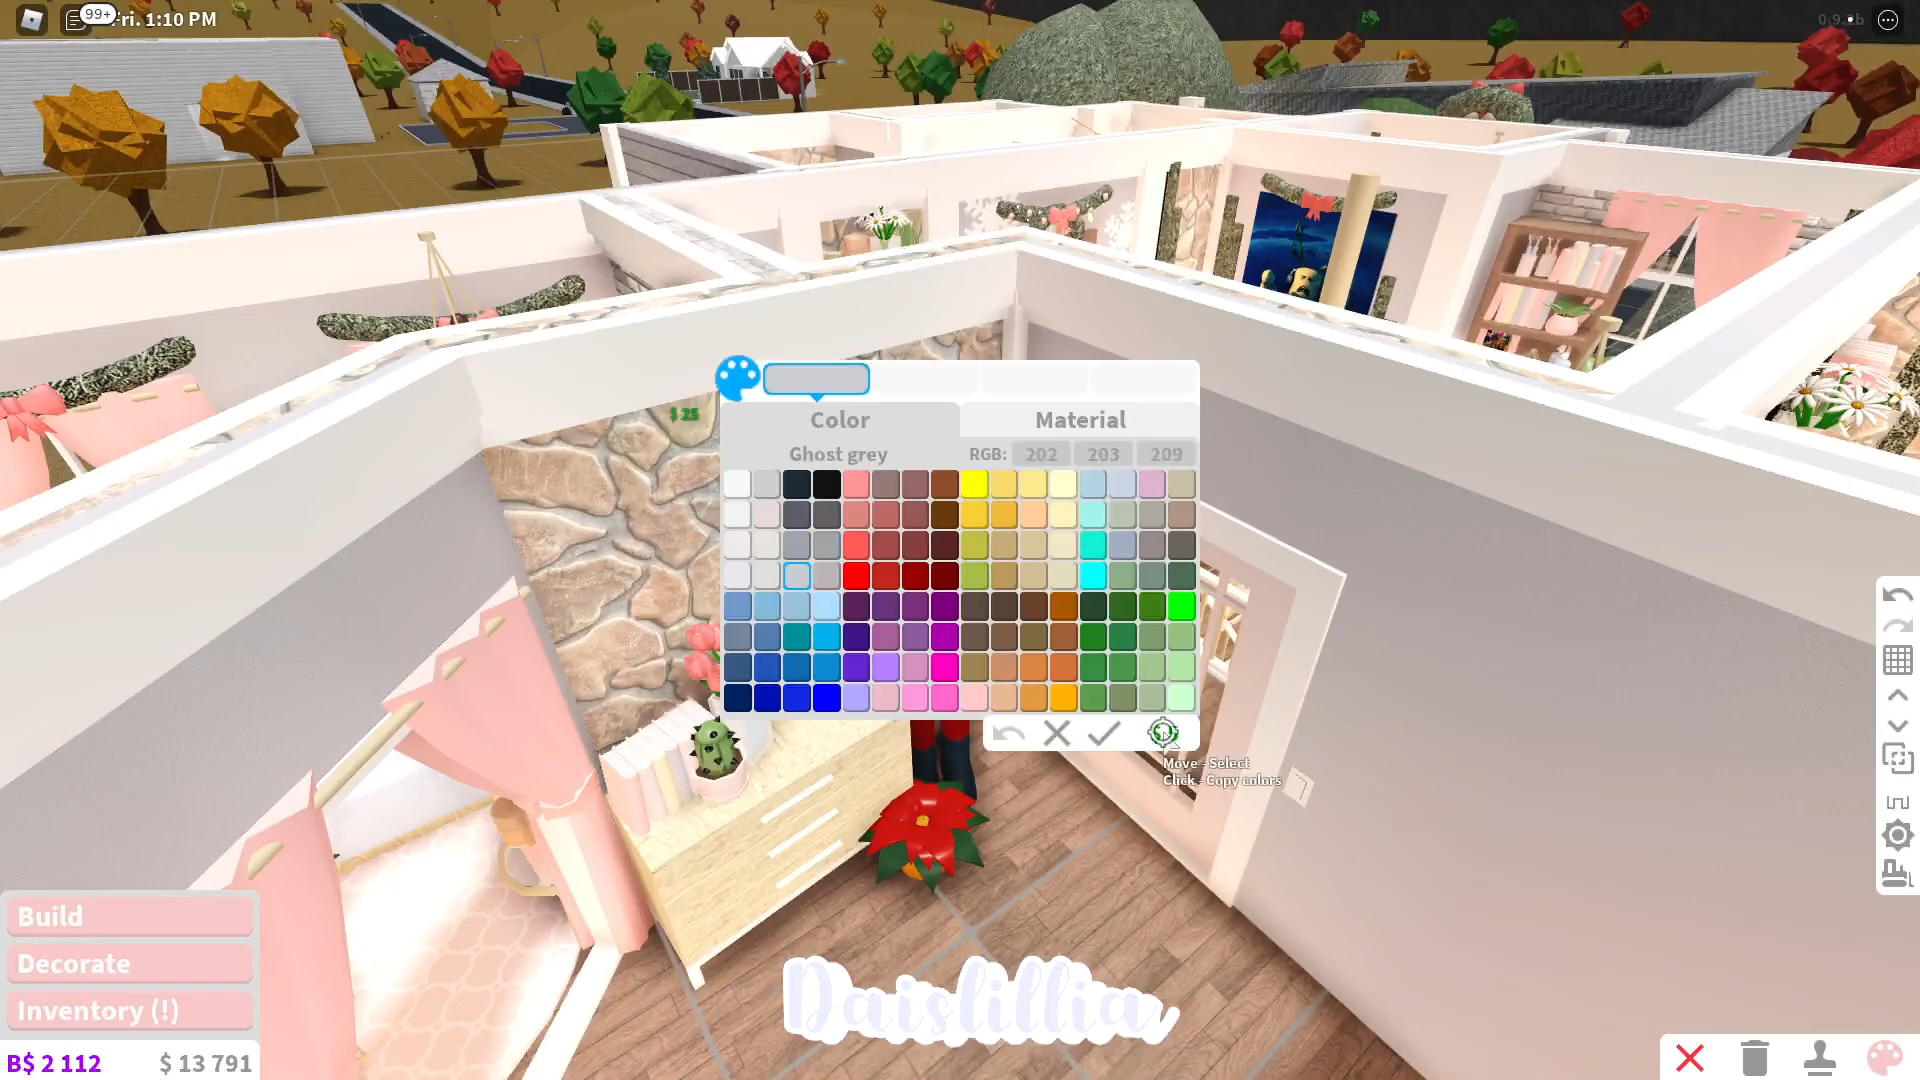 99+
Fri. 1:10 PM
$ 25
Color
Material
Ghost grey
RGB: 202 203 209
Move - Select
Click - Copy colors
Build
Decorate
Inventory (!)
B$ 2 112
$ 13 791
Daislillia